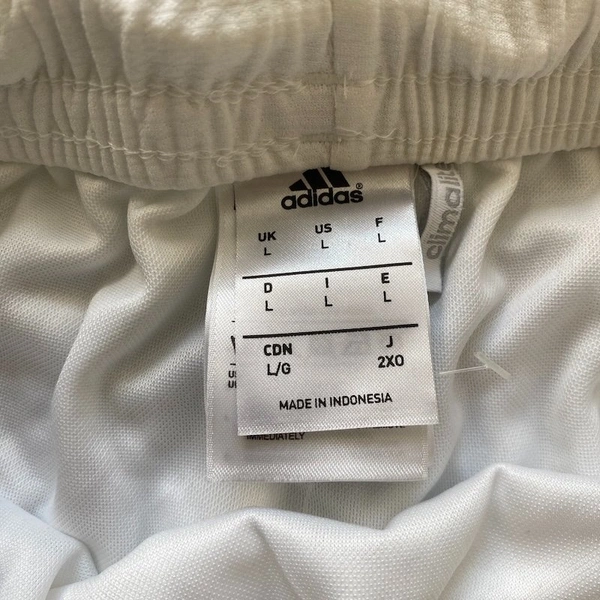 adidas®
UK US F
L L L
D I E
L L L
CDN J
L/G 2XO
MADE IN INDONESIA
IMMEDIATELY
climalite